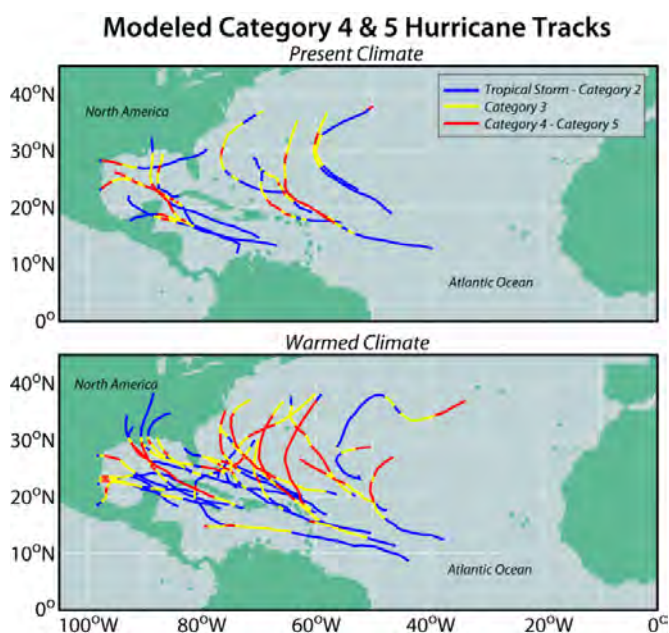 Modeled Category 4 & 5 Hurricane Tracks
Present Climate
40°N
30°N
20°N
10°N
0°
North America
Tropical Storm - Category 2
Category 3
Category 4 - Category 5
Atlantic Ocean
Warmed Climate
40°N
30°N
20°N
10°N
0°
North America
Atlantic Ocean
100°W 80°W 60°W 40°W 20°W 0°